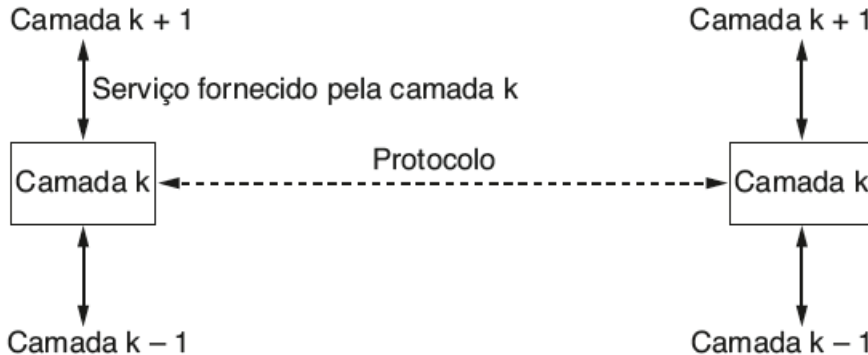 Camada k + 1 Camada k + 1
Serviço fornecido pela camada k
Protocolo
Camada k Camada k
Camada k – 1 Camada k – 1